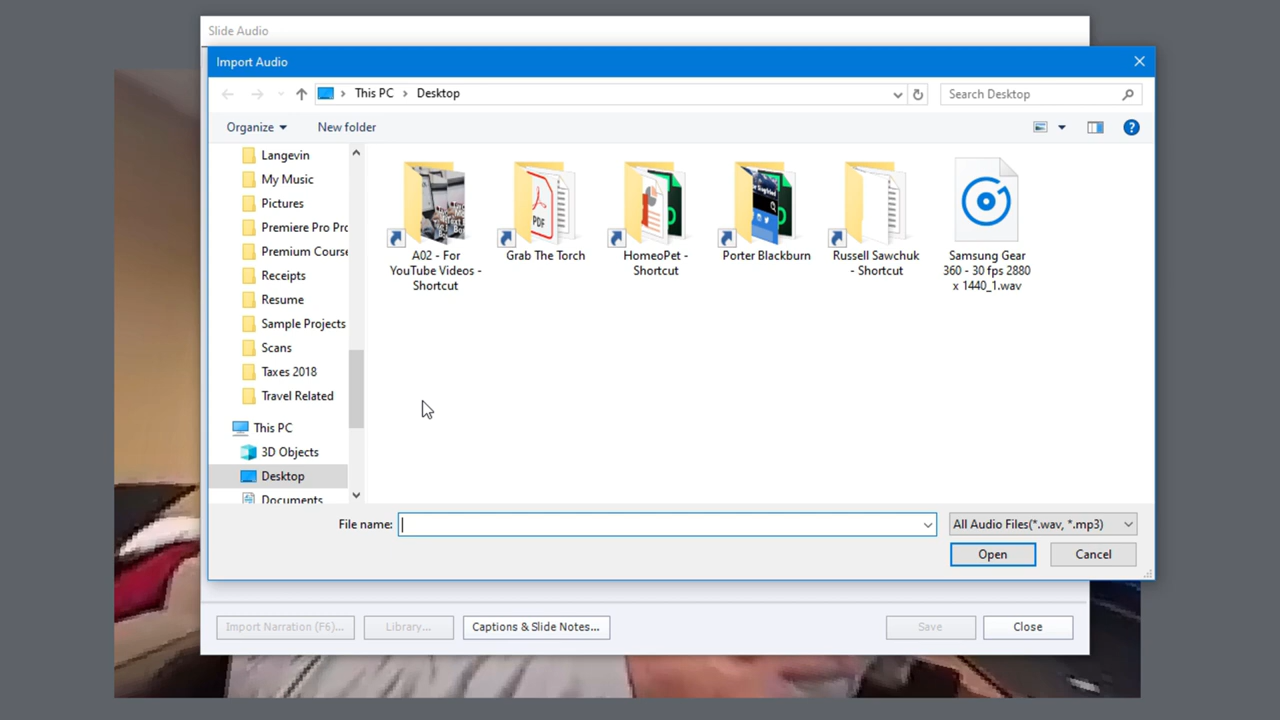 Slide Audio
Import Audio
This PC
Desktop
Search Desktop
Organize
New folder
Langevin
My Music
Pictures
Premiere Pro Pro
Premium Course
Receipts
Resume
Sample Projects
Scans
Taxes 2018
Travel Related
This PC
3D Objects
Desktop
Documents
A02 - For
YouTube Videos -
Shortcut
PDF
Grab The Torch
HomeoPet -
Shortcut
Porter Blackburn
Russell Sawchuk
- Shortcut
Samsung Gear
360 - 30 fps 2880
x 1440_1.wav
File name:
All Audio Files(*.wav, *.mp3)
Open
Cancel
Import Narration (F6)...
Library...
Captions & Slide Notes...
Save
Close